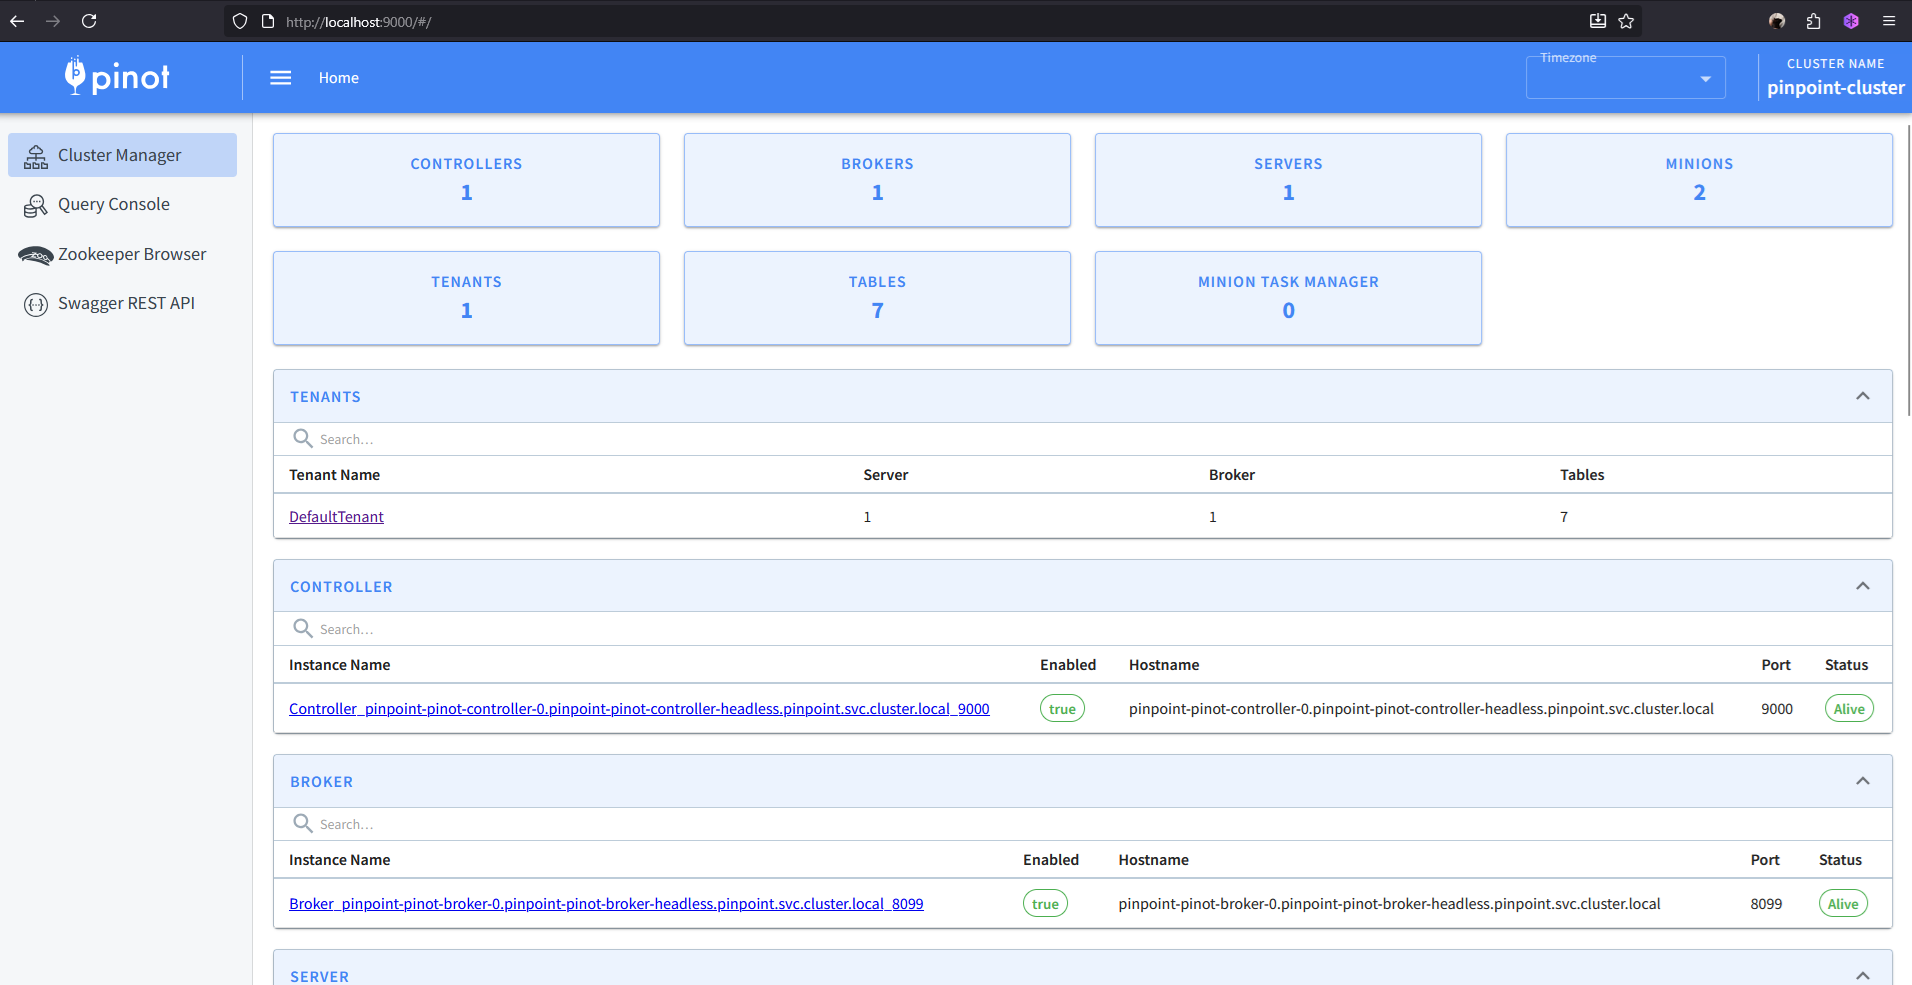 http://localhost:9000/#/
pinot
Home
Timezone
CLUSTER NAME
pinpoint-cluster
Cluster Manager
Query Console
Zookeeper Browser
Swagger REST API
CONTROLLERS
1
BROKERS
1
SERVERS
1
MINIONS
2
TENANTS
1
TABLES
7
MINION TASK MANAGER
0
TENANTS
Search...
Tenant Name Server Broker Tables
DefaultTenant 1 1 7
CONTROLLER
Search...
Instance Name Enabled Hostname Port Status
Controller_pinpoint-pinot-controller-0.pinpoint-pinot-controller-headless.pinpoint.svc.cluster.local_9000 true pinpoint-pinot-controller-0.pinpoint-pinot-controller-headless.pinpoint.svc.cluster.local 9000 Alive
BROKER
Search...
Instance Name Enabled Hostname Port Status
Broker_pinpoint-pinot-broker-0.pinpoint-pinot-broker-headless.pinpoint.svc.cluster.local_8099 true pinpoint-pinot-broker-0.pinpoint-pinot-broker-headless.pinpoint.svc.cluster.local 8099 Alive
SERVER